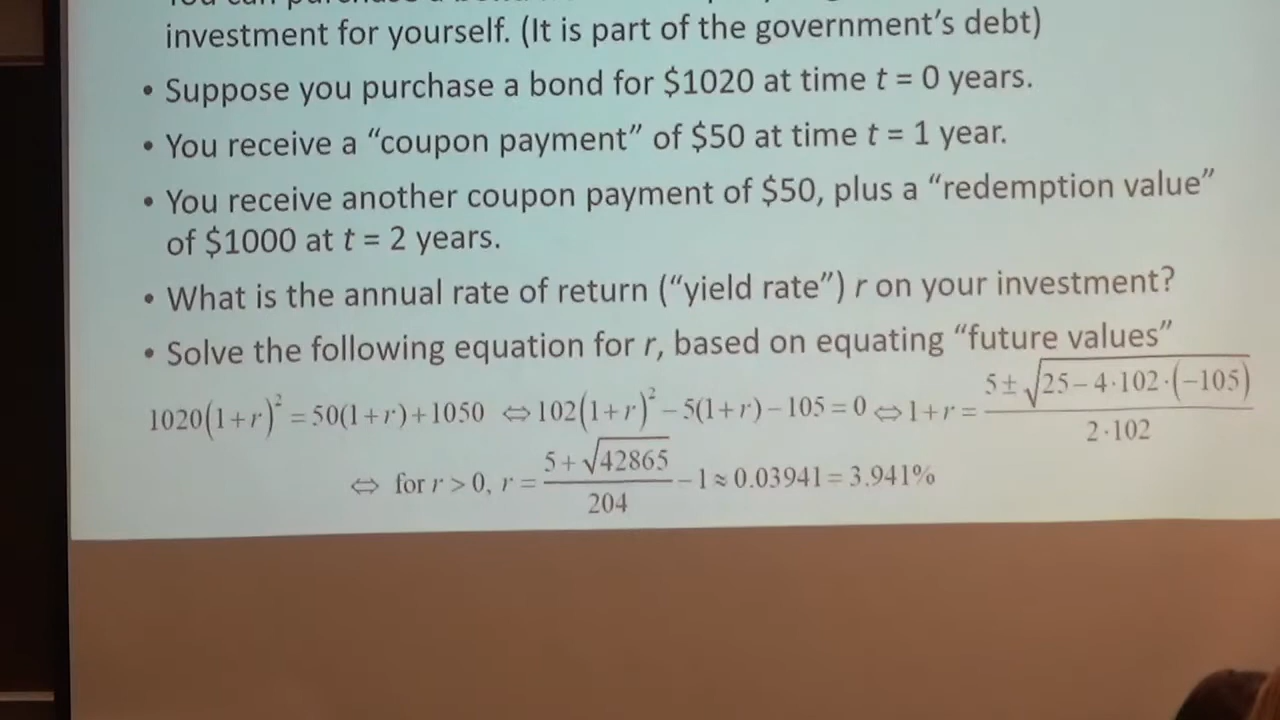 investment for yourself. (It is part of the government's debt)
• Suppose you purchase a bond for $1020 at time t = 0 years.
• You receive a “coupon payment” of $50 at time t = 1 year.
• You receive another coupon payment of $50, plus a “redemption value”
of $1000 at t = 2 years.
• What is the annual rate of return (“yield rate”) r on your investment?
• Solve the following equation for r, based on equating “future values”
1020(1+r)² = 50(1+r)+1050 ⇔ 102(1+r)² − 5(1+r) − 105 = 0 ⇔ 1+r = (5 ± √(25 − 4·102·(−105))) / (2·102)
⇔ for r > 0, r = (5 + √42865) / 204 − 1 ≈ 0.03941 = 3.941%